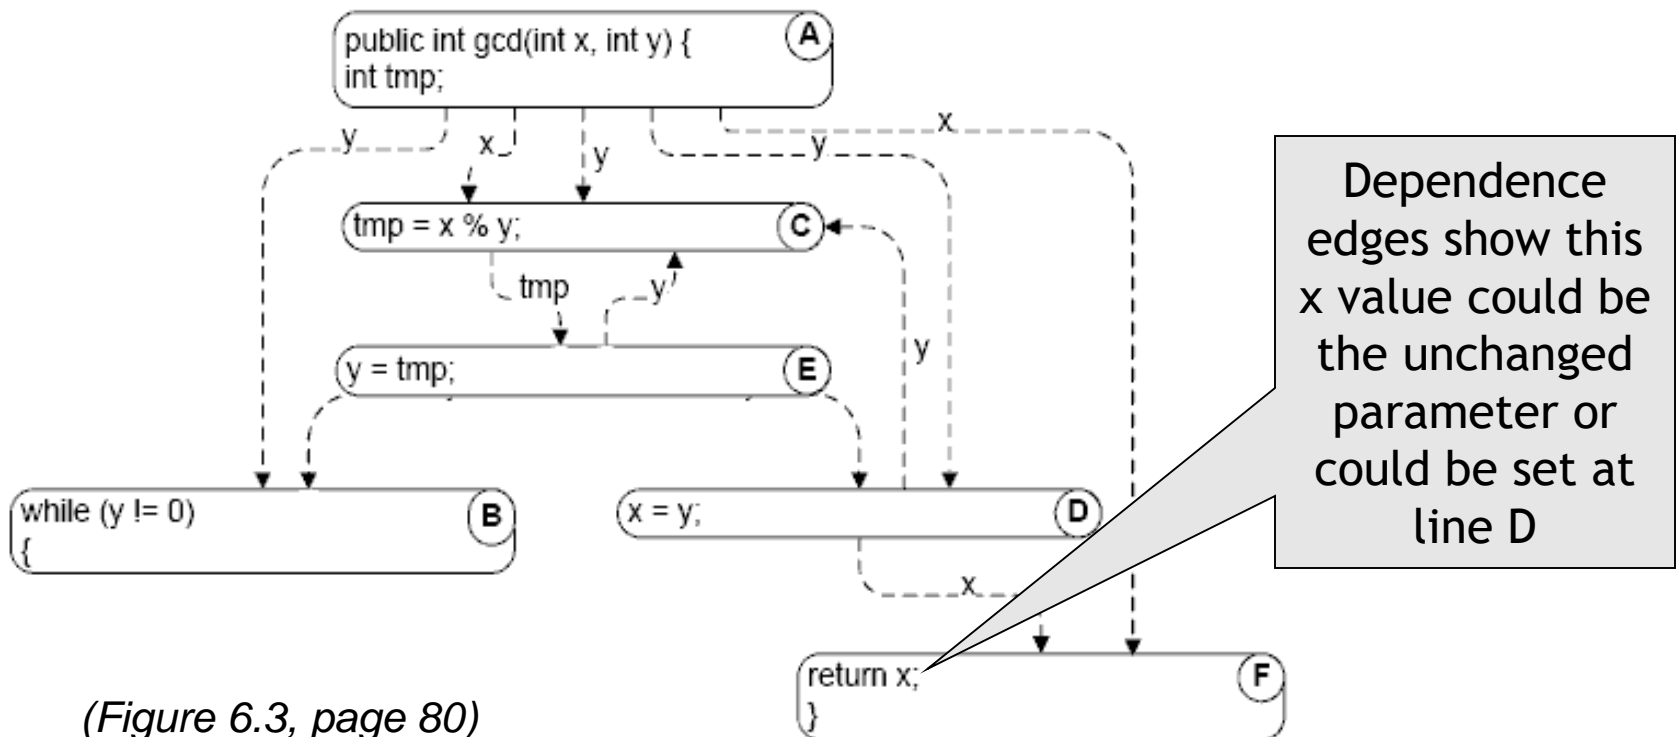 public int gcd(int x, int y) {
int tmp;
A
x
y
x
y
y
tmp = x % y;
C
tmp
y
y
y = tmp;
E
while (y != 0)
{
B
x = y;
D
x
return x;
}
F
Dependence
edges show this
x value could be
the unchanged
parameter or
could be set at
line D
(Figure 6.3, page 80)